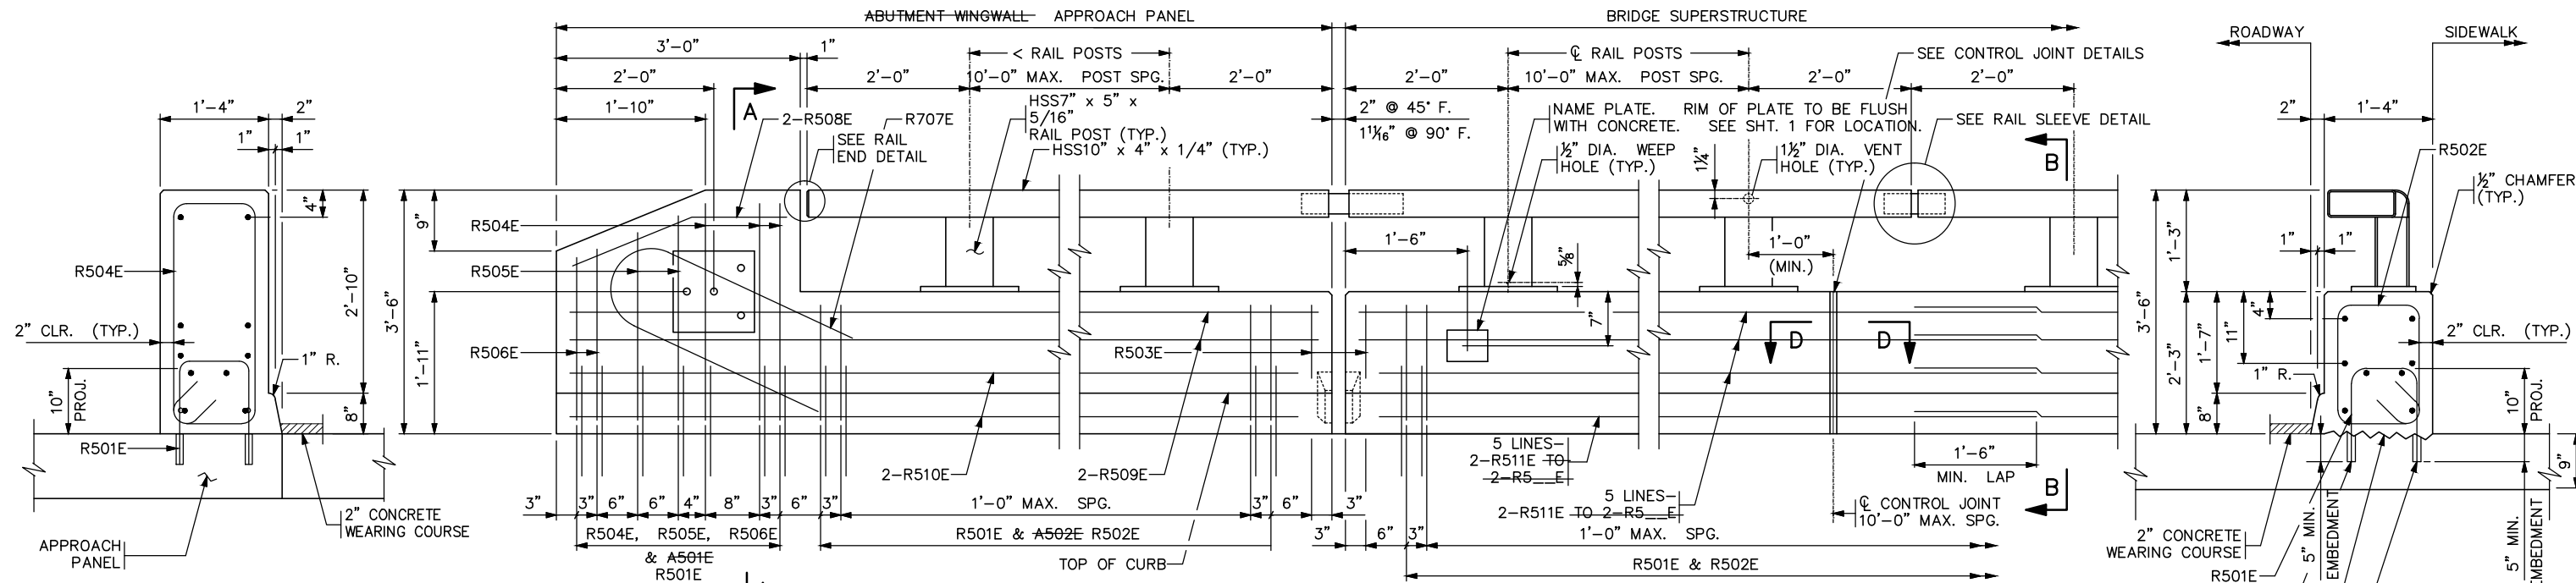 ABUTMENT WINGWALL APPROACH PANEL
BRIDGE SUPERSTRUCTURE
ROADWAY
SIDEWALK
1'-4"
2"
1"
1"
4"
2'-10"
8"
3'-6"
R504E
2" CLR. (TYP.)
10"
PROJ.
1" R.
R501E
APPROACH
PANEL
2" CONCRETE
WEARING COURSE
3'-0"
1"
< RAIL POSTS
2'-0"
2'-0"
10'-0" MAX. POST SPG.
2'-0"
1'-10"
A
2-R508E
R707E
SEE RAIL
END DETAIL
HSS7" x 5" x
5/16"
RAIL POST (TYP.)
HSS10" x 4" x 1/4" (TYP.)
9"
1'-11"
R504E
R505E
R506E
2-R510E
2-R509E
3"
3"
6"
6"
4"
8"
3"
6"
3"
1'-0" MAX. SPG.
3"
6"
3"
R504E, R505E, R506E
& A501E
R501E
R501E & A502E R502E
TOP OF CURB
℄ RAIL POSTS
2'-0"
10'-0" MAX. POST SPG.
2'-0"
2'-0"
SEE CONTROL JOINT DETAILS
2" @ 45° F.
1 11/16" @ 90° F.
NAME PLATE. RIM OF PLATE TO BE FLUSH
WITH CONCRETE. SEE SHT. 1 FOR LOCATION.
SEE RAIL SLEEVE DETAIL
½" DIA. WEEP
HOLE (TYP.)
1¼"
1½" DIA. VENT
HOLE (TYP.)
B
1'-6"
⅝"
1'-0"
(MIN.)
7"
R503E
D
D
5 LINES-
2-R511E TO
2-R5__E
5 LINES-
2-R511E TO 2-R5__E
1'-6"
MIN. LAP
℄ CONTROL JOINT
10'-0" MAX. SPG.
B
3"
6"
3"
1'-0" MAX. SPG.
R501E & R502E
2"
1'-4"
R502E
½" CHAMFER
(TYP.)
1"
1"
1'-3"
3'-6"
2'-3"
1'-7"
11"
4"
8"
1" R.
2" CLR. (TYP.)
10"
PROJ.
9"
2" CONCRETE
WEARING COURSE
R501E
5" MIN.
EMBEDMENT
5" MIN.
EMBEDMENT